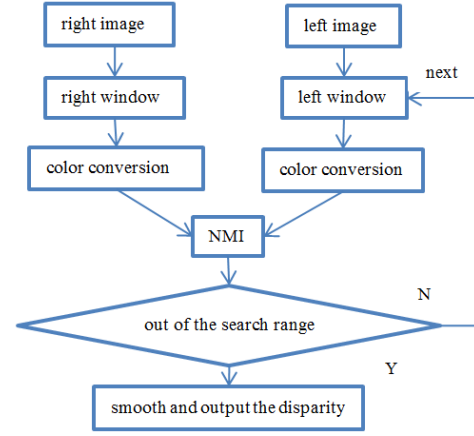 right image
left image
next
right window
left window
color conversion
color conversion
NMI
N
out of the search range
Y
smooth and output the disparity